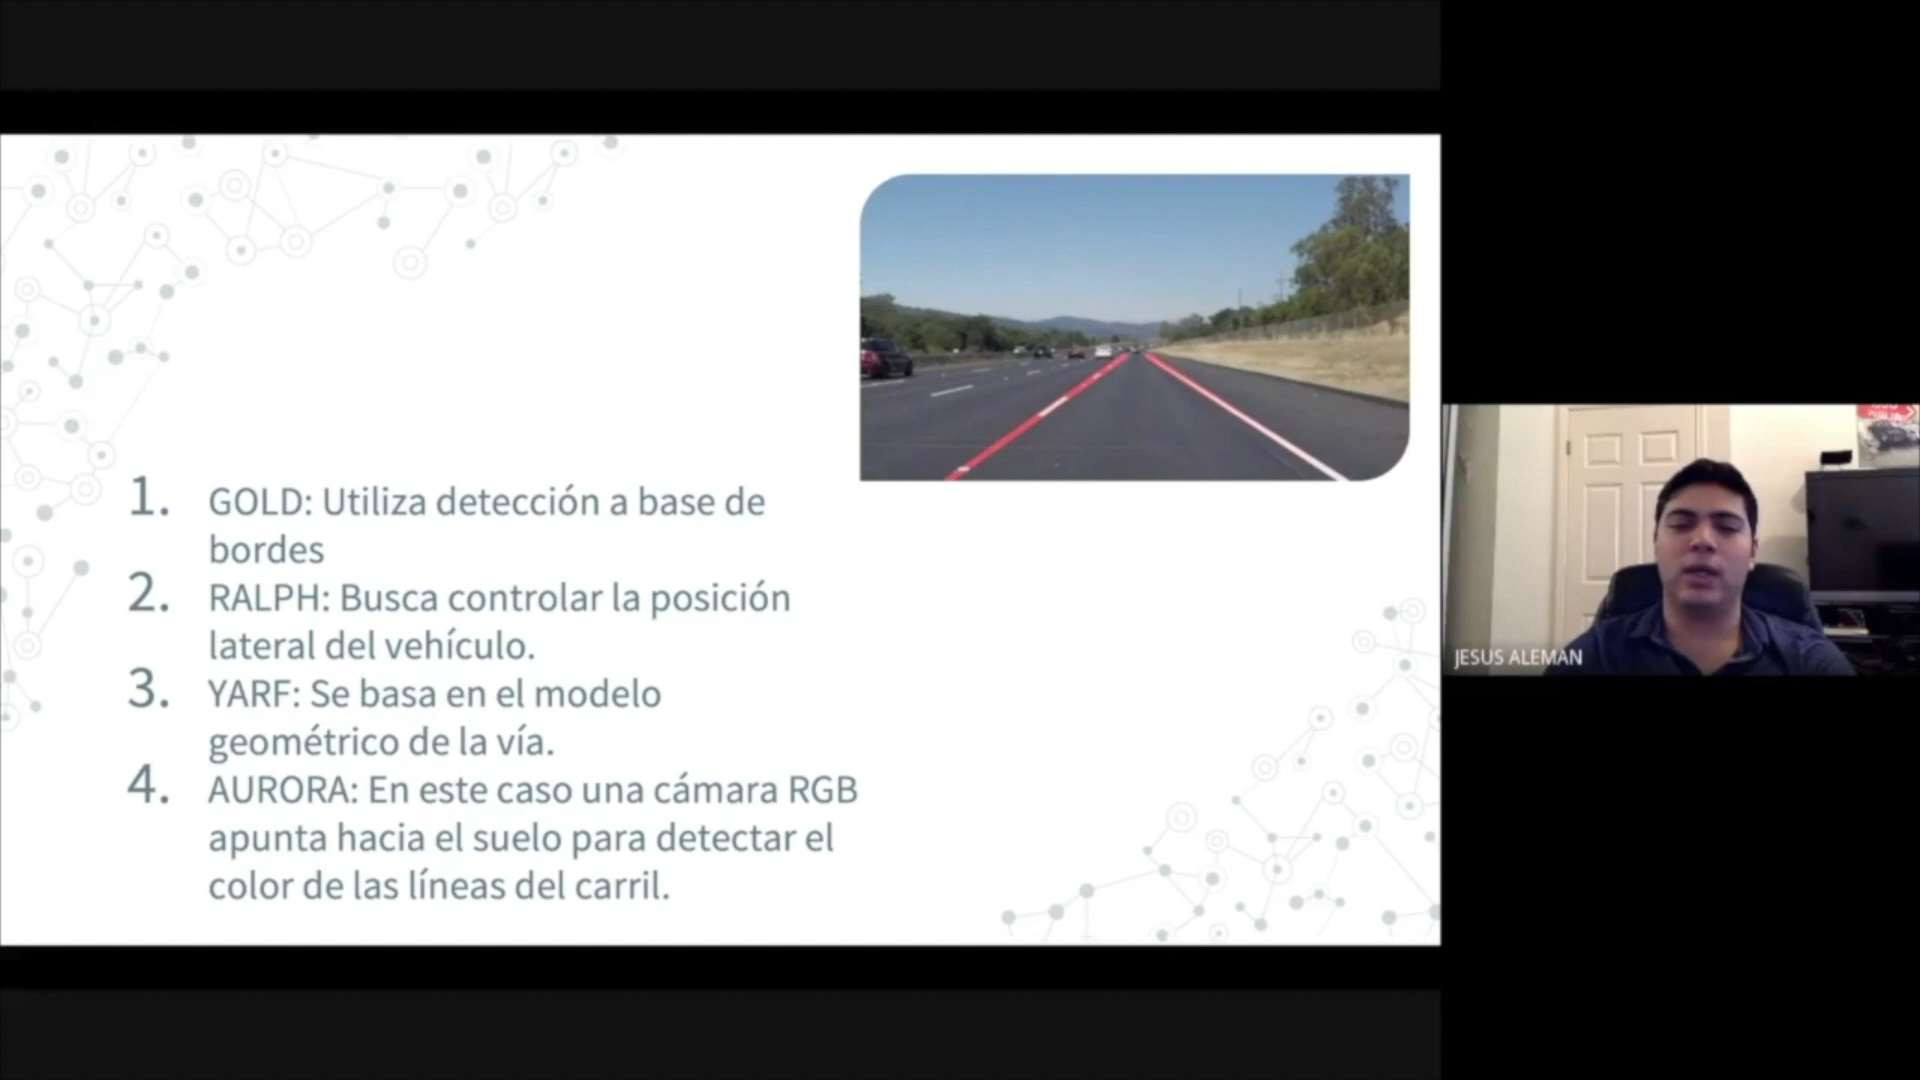 1. GOLD: Utiliza detección a base de
bordes
2. RALPH: Busca controlar la posición
lateral del vehículo.
3. YARF: Se basa en el modelo
geométrico de la vía.
4. AURORA: En este caso una cámara RGB
apunta hacia el suelo para detectar el
color de las líneas del carril.
JESUS ALEMAN